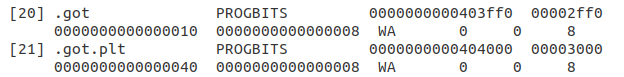 [20] .got PROGBITS 0000000000403ff0 00002ff0
0000000000000010 0000000000000008 WA 0 0 8
[21] .got.plt PROGBITS 0000000000404000 00003000
0000000000000040 0000000000000008 WA 0 0 8